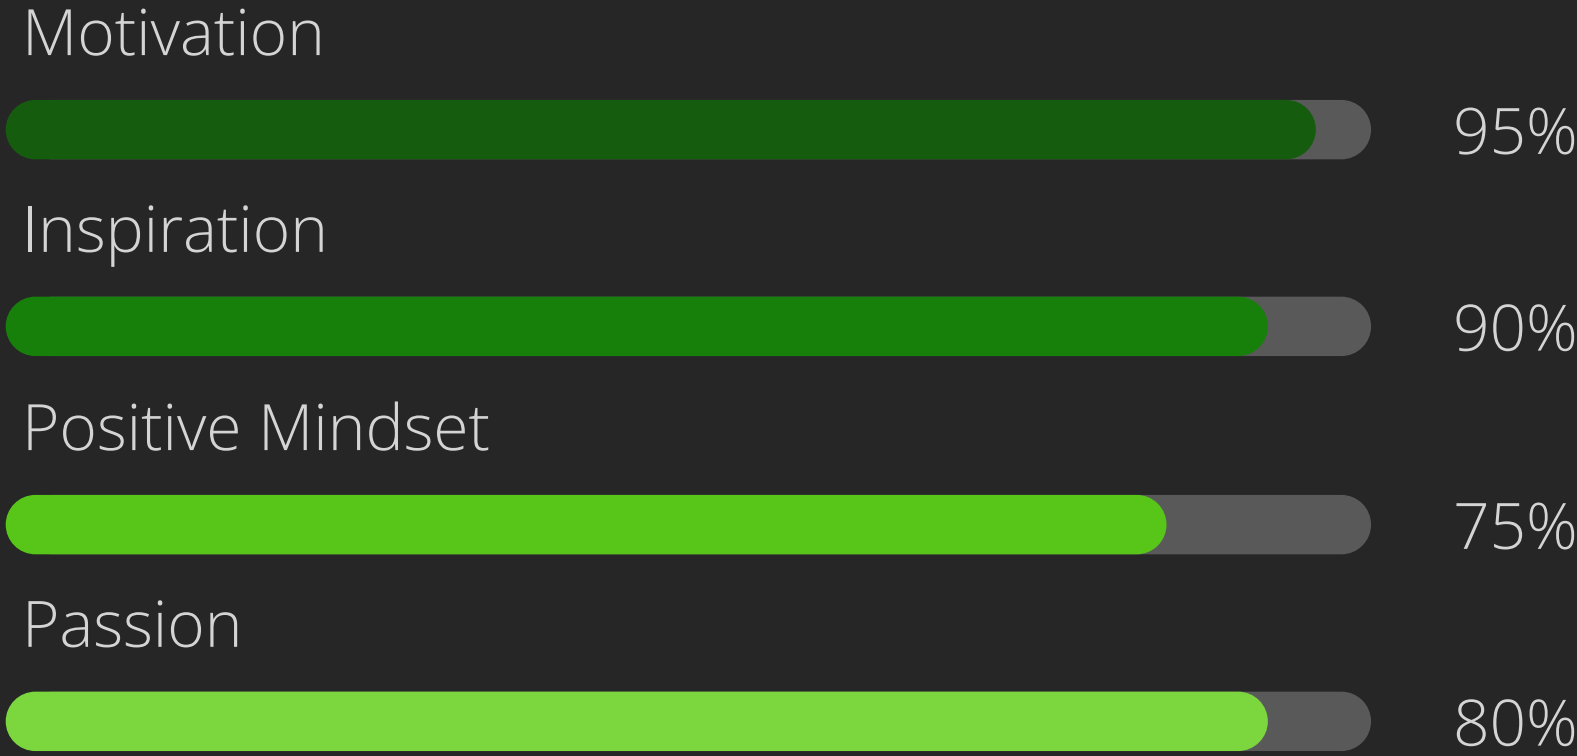 Motivation
95%
Inspiration
90%
Positive Mindset
75%
Passion
80%